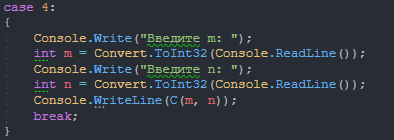 case 4:
{
Console.Write("Введите m: ");
int m = Convert.ToInt32(Console.ReadLine());
Console.Write("Введите n: ");
int n = Convert.ToInt32(Console.ReadLine());
Console.WriteLine(C(m, n));
break;
}